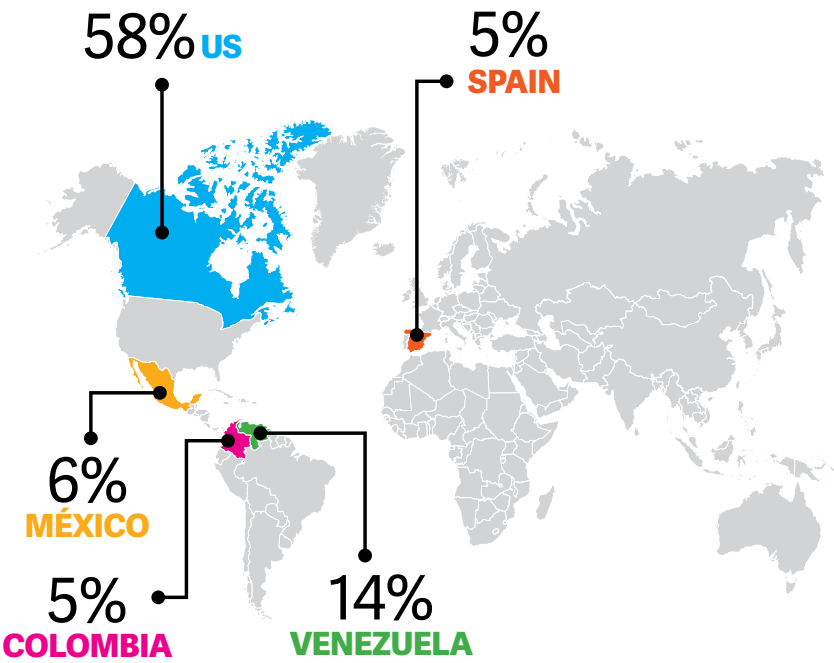 58% US
5%
SPAIN
6%
MÉXICO
5%
COLOMBIA
14%
VENEZUELA